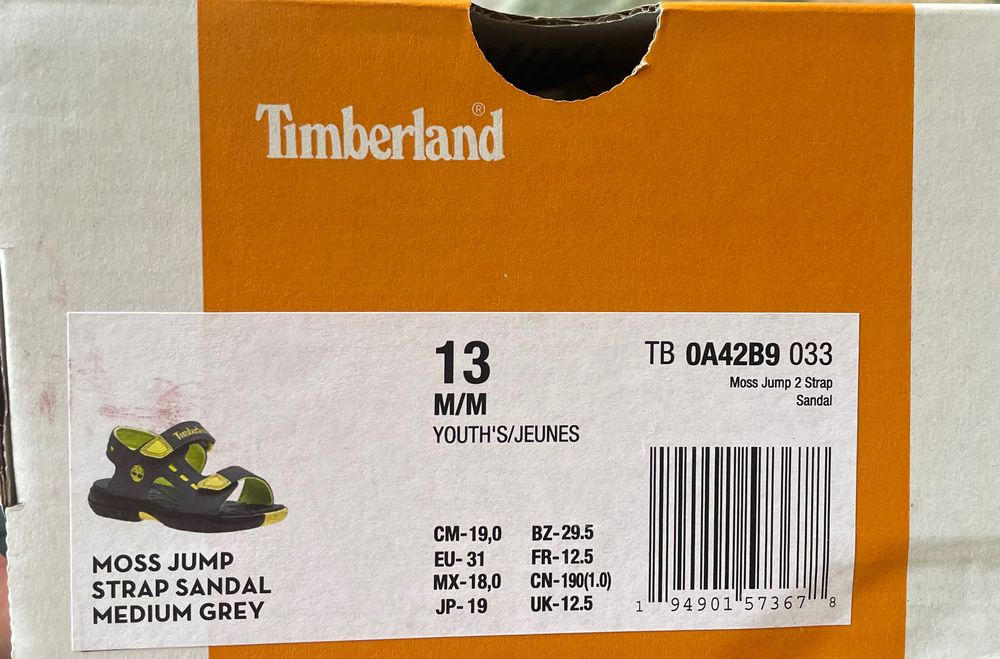 Timberland®
13
M/M
YOUTH'S/JEUNES
TB 0A42B9 033
Moss Jump 2 Strap
Sandal
Timberland
MOSS JUMP
STRAP SANDAL
MEDIUM GREY
CM-19,0 BZ-29.5
EU-31 FR-12.5
MX-18,0 CN-190(1.0)
JP-19 UK-12.5
1 94901 57367 8